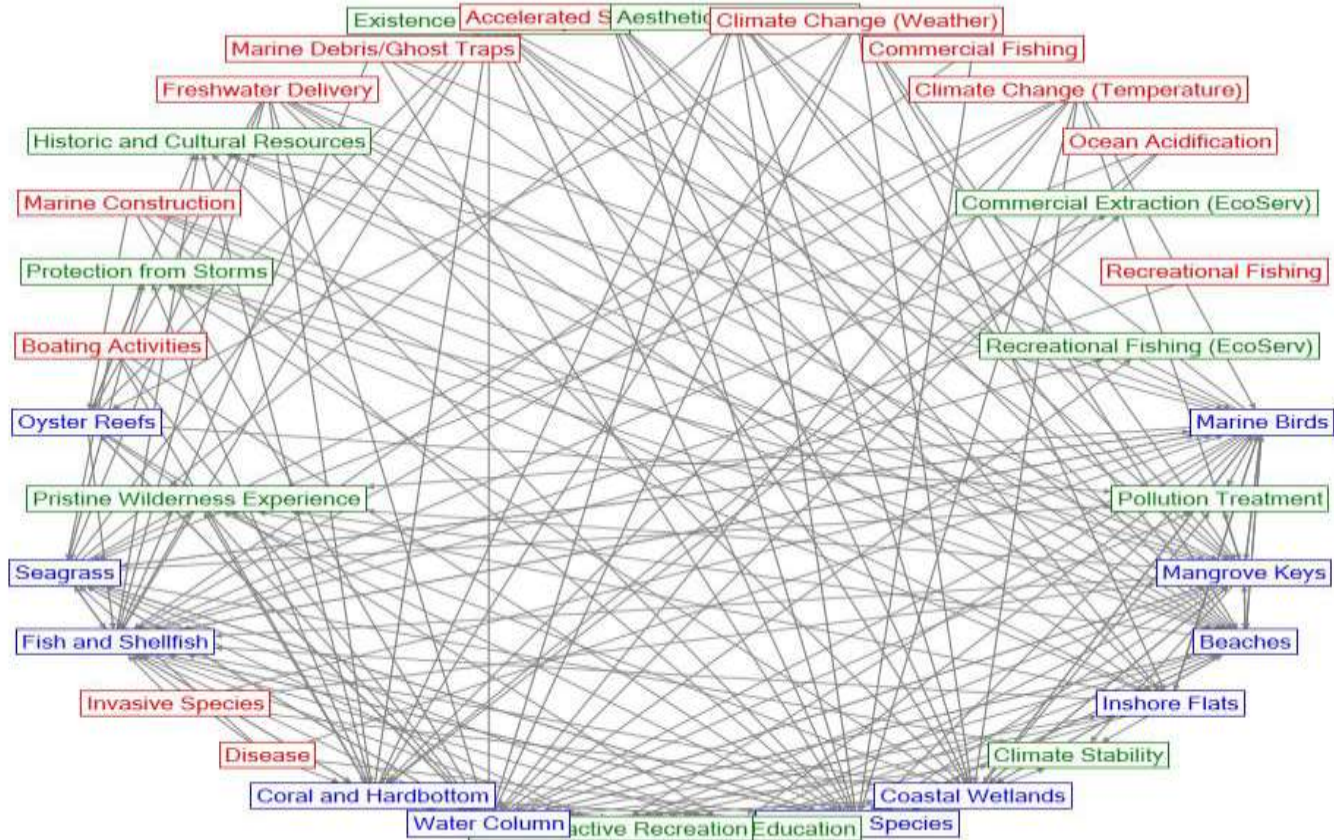 Existence
Accelerated S
Aesthetic
Climate Change (Weather)
Marine Debris/Ghost Traps
Commercial Fishing
Freshwater Delivery
Climate Change (Temperature)
Historic and Cultural Resources
Ocean Acidification
Marine Construction
Commercial Extraction (EcoServ)
Protection from Storms
Recreational Fishing
Boating Activities
Recreational Fishing (EcoServ)
Oyster Reefs
Marine Birds
Pristine Wilderness Experience
Pollution Treatment
Seagrass
Mangrove Keys
Fish and Shellfish
Beaches
Invasive Species
Inshore Flats
Disease
Climate Stability
Coral and Hardbottom
Coastal Wetlands
Water Column
active Recreation
Education
Species